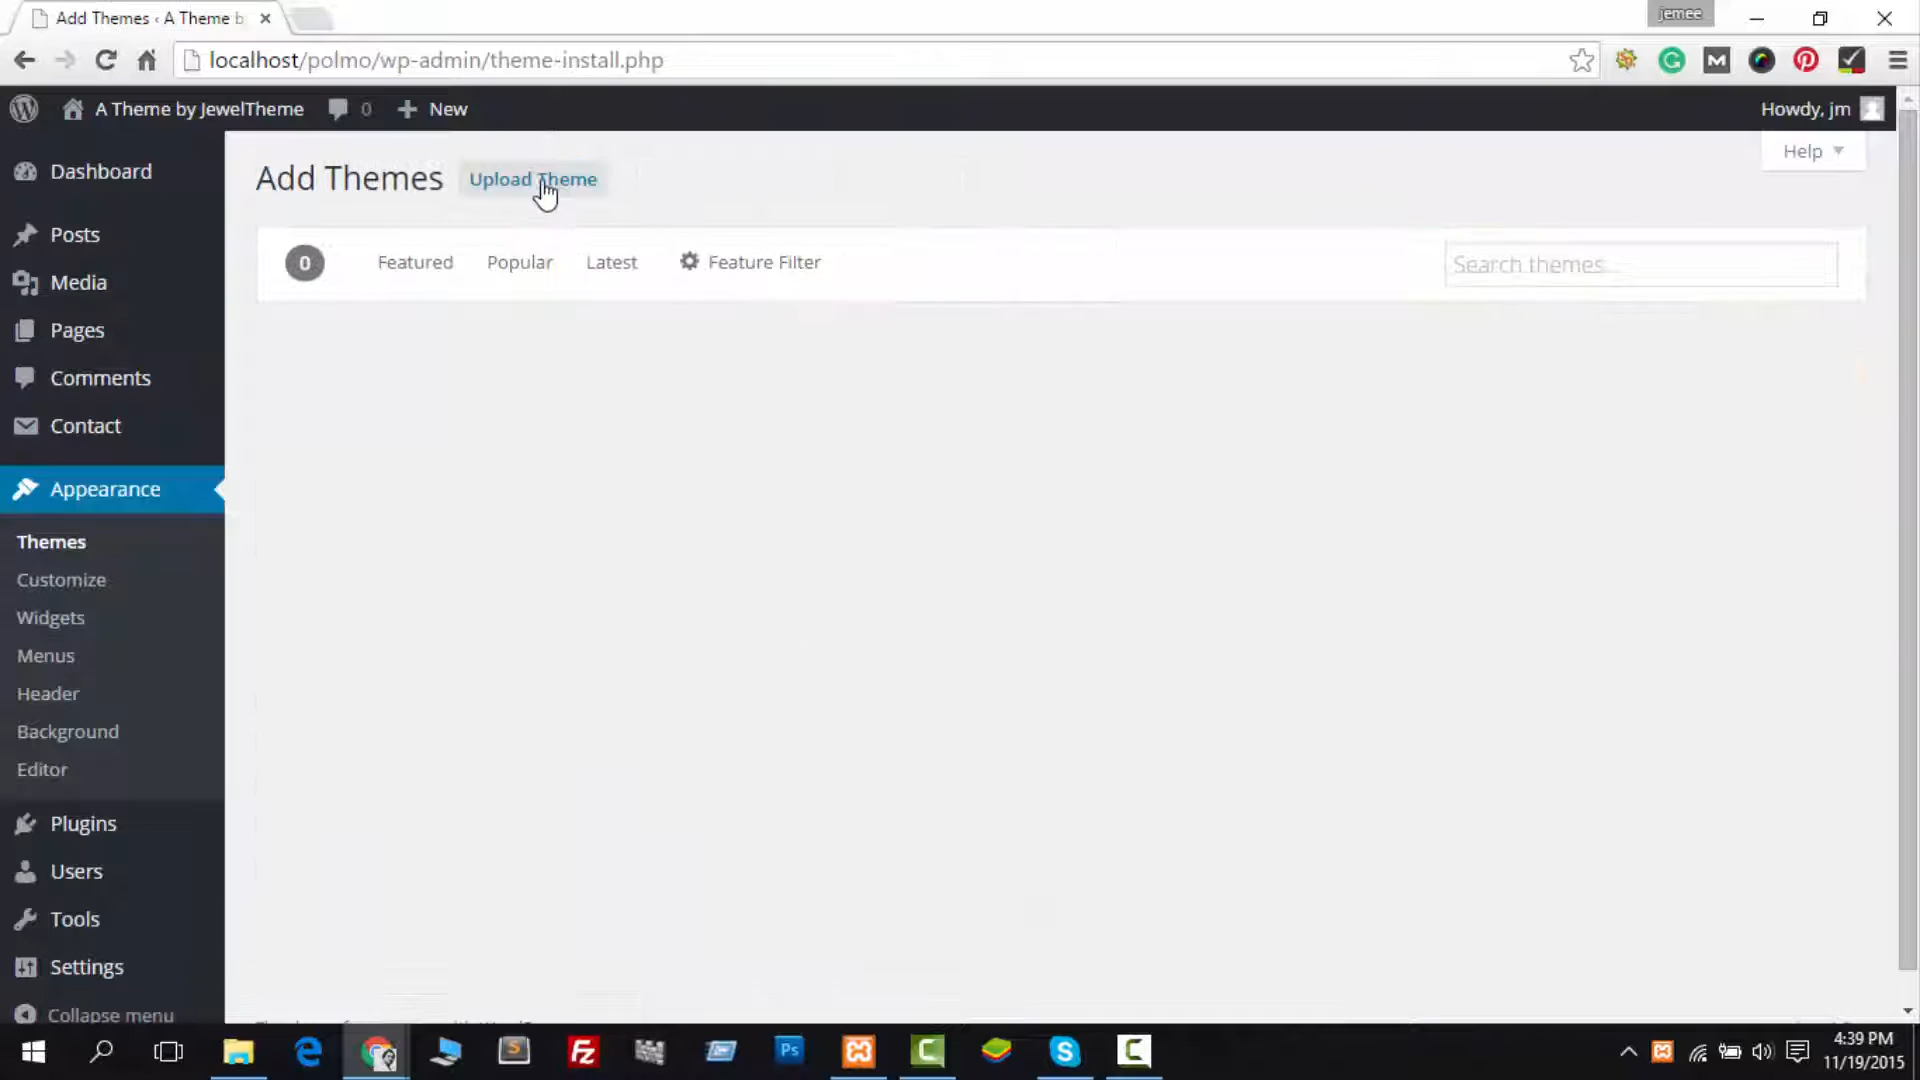 Add Themes ‹ A Theme b
jemee
localhost/polmo/wp-admin/theme-install.php
A Theme by JewelTheme
0
New
Howdy, jm
Help
Dashboard
Posts
Media
Pages
Comments
Contact
Appearance
Themes
Customize
Widgets
Menus
Header
Background
Editor
Plugins
Users
Tools
Settings
Collapse menu
Add Themes
Upload Theme
0
Featured
Popular
Latest
Feature Filter
Search themes...
4:39 PM
11/19/2015